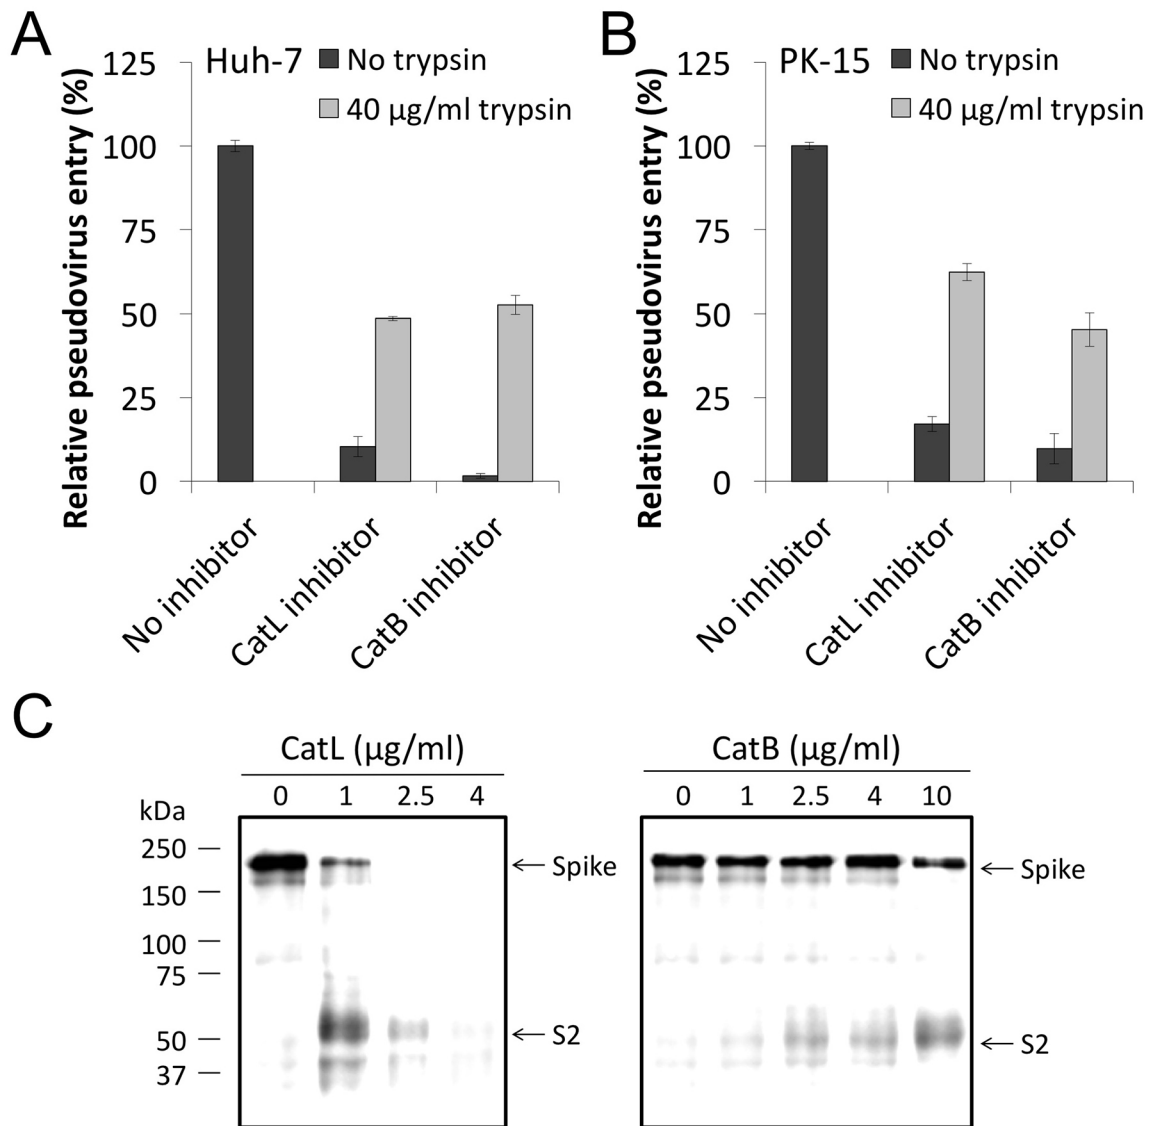 A
Relative pseudovirus entry (%)
125
100
75
50
25
0
Huh-7
No trypsin
40 µg/ml trypsin
No inhibitor
CatL inhibitor
CatB inhibitor
B
Relative pseudovirus entry (%)
125
100
75
50
25
0
PK-15
No trypsin
40 µg/ml trypsin
No inhibitor
CatL inhibitor
CatB inhibitor
C
CatL (µg/ml)
0 1 2.5 4
kDa
250
150
100
75
50
37
Spike
S2
CatB (µg/ml)
0 1 2.5 4 10
Spike
S2